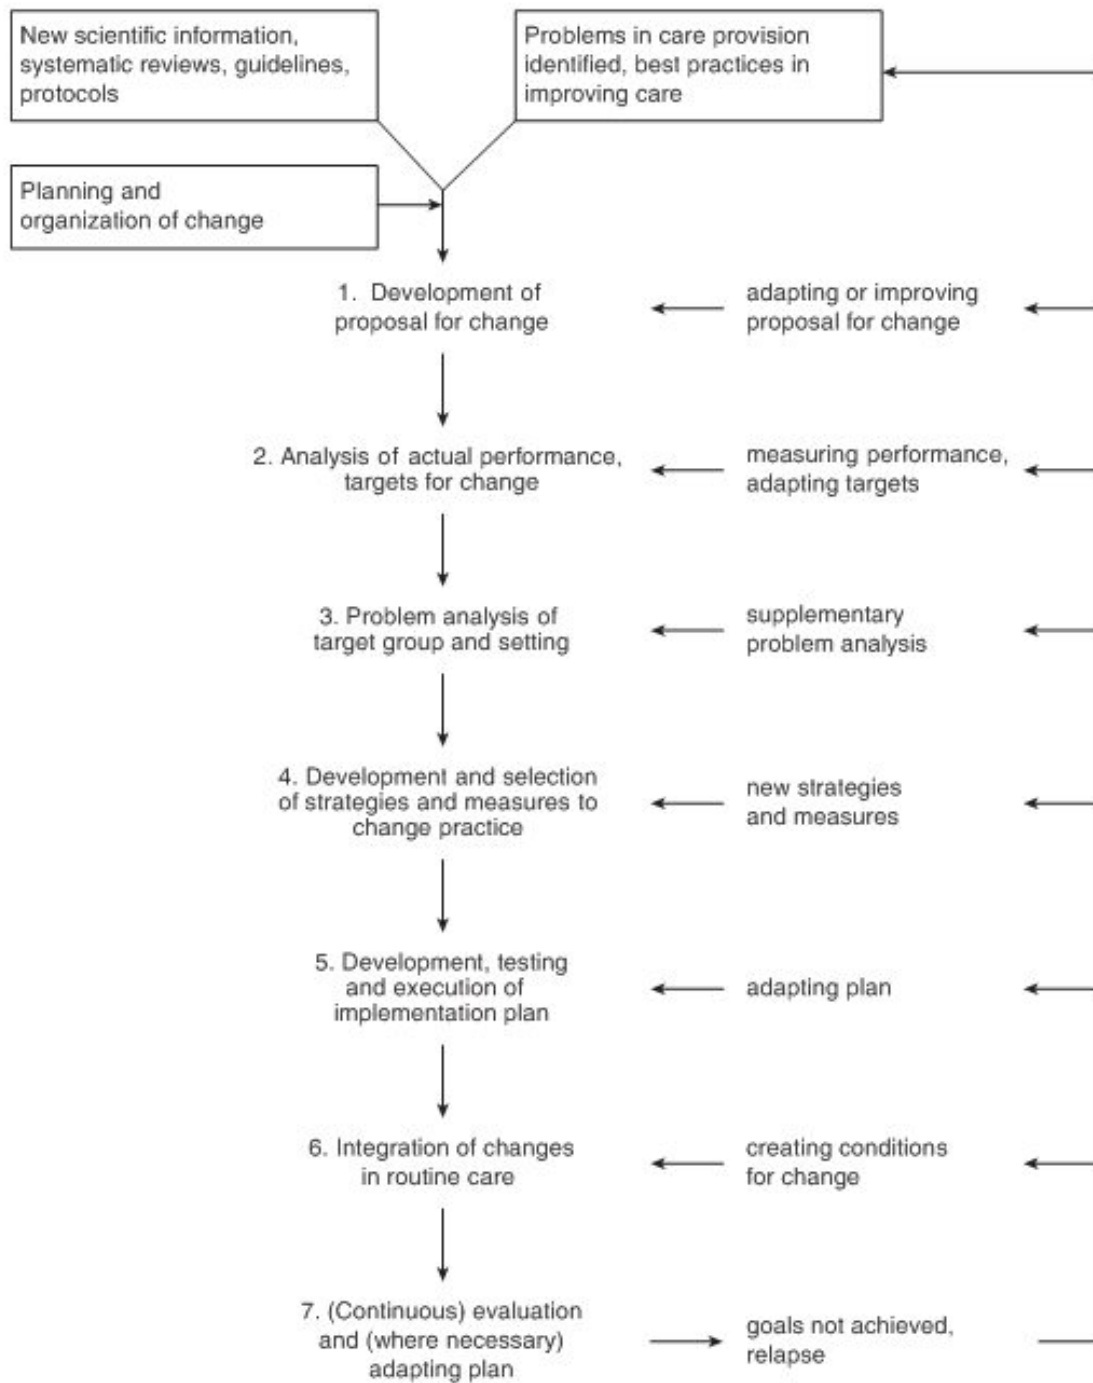 New scientific information,
systematic reviews, guidelines,
protocols
Problems in care provision
identified, best practices in
improving care
Planning and
organization of change
1. Development of
proposal for change
adapting or improving
proposal for change
2. Analysis of actual performance,
targets for change
measuring performance,
adapting targets
3. Problem analysis of
target group and setting
supplementary
problem analysis
4. Development and selection
of strategies and measures to
change practice
new strategies
and measures
5. Development, testing
and execution of
implementation plan
adapting plan
6. Integration of changes
in routine care
creating conditions
for change
7. (Continuous) evaluation
and (where necessary)
adapting plan
goals not achieved,
relapse